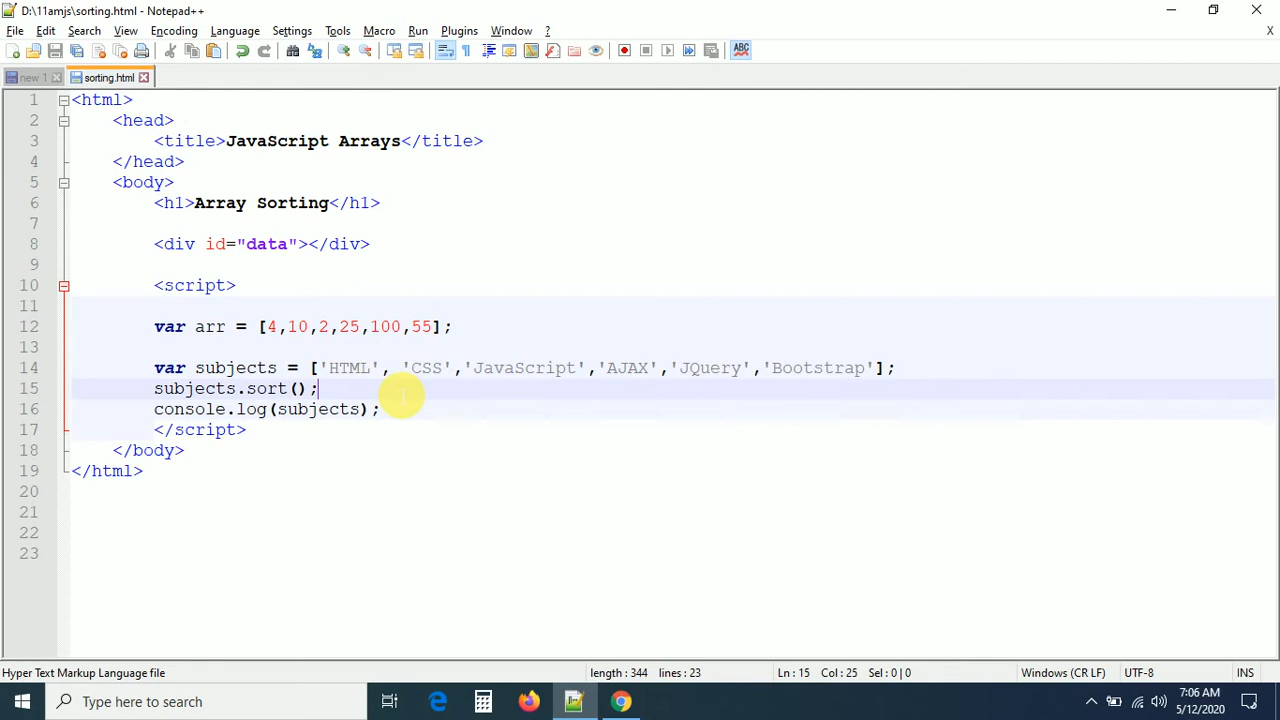 D:\11amjs\sorting.html - Notepad++
File Edit Search View Encoding Language Settings Tools Macro Run Plugins Window ? X
ABC
new 1 sorting.html
1 <html>
2 <head>
3 <title>JavaScript Arrays</title>
4 </head>
5 <body>
6 <h1>Array Sorting</h1>
7
8 <div id="data"></div>
9
10 <script>
11
12 var arr = [4,10,2,25,100,55];
13
14 var subjects = ['HTML', 'CSS','JavaScript','AJAX','JQuery','Bootstrap'];
15 subjects.sort();
16 console.log(subjects);
17 </script>
18 </body>
19 </html>
20
21
22
23
Hyper Text Markup Language file length : 344 lines : 23 Ln : 15 Col : 25 Sel : 0 | 0 Windows (CR LF) UTF-8 INS
Type here to search
7:06 AM
5/12/2020